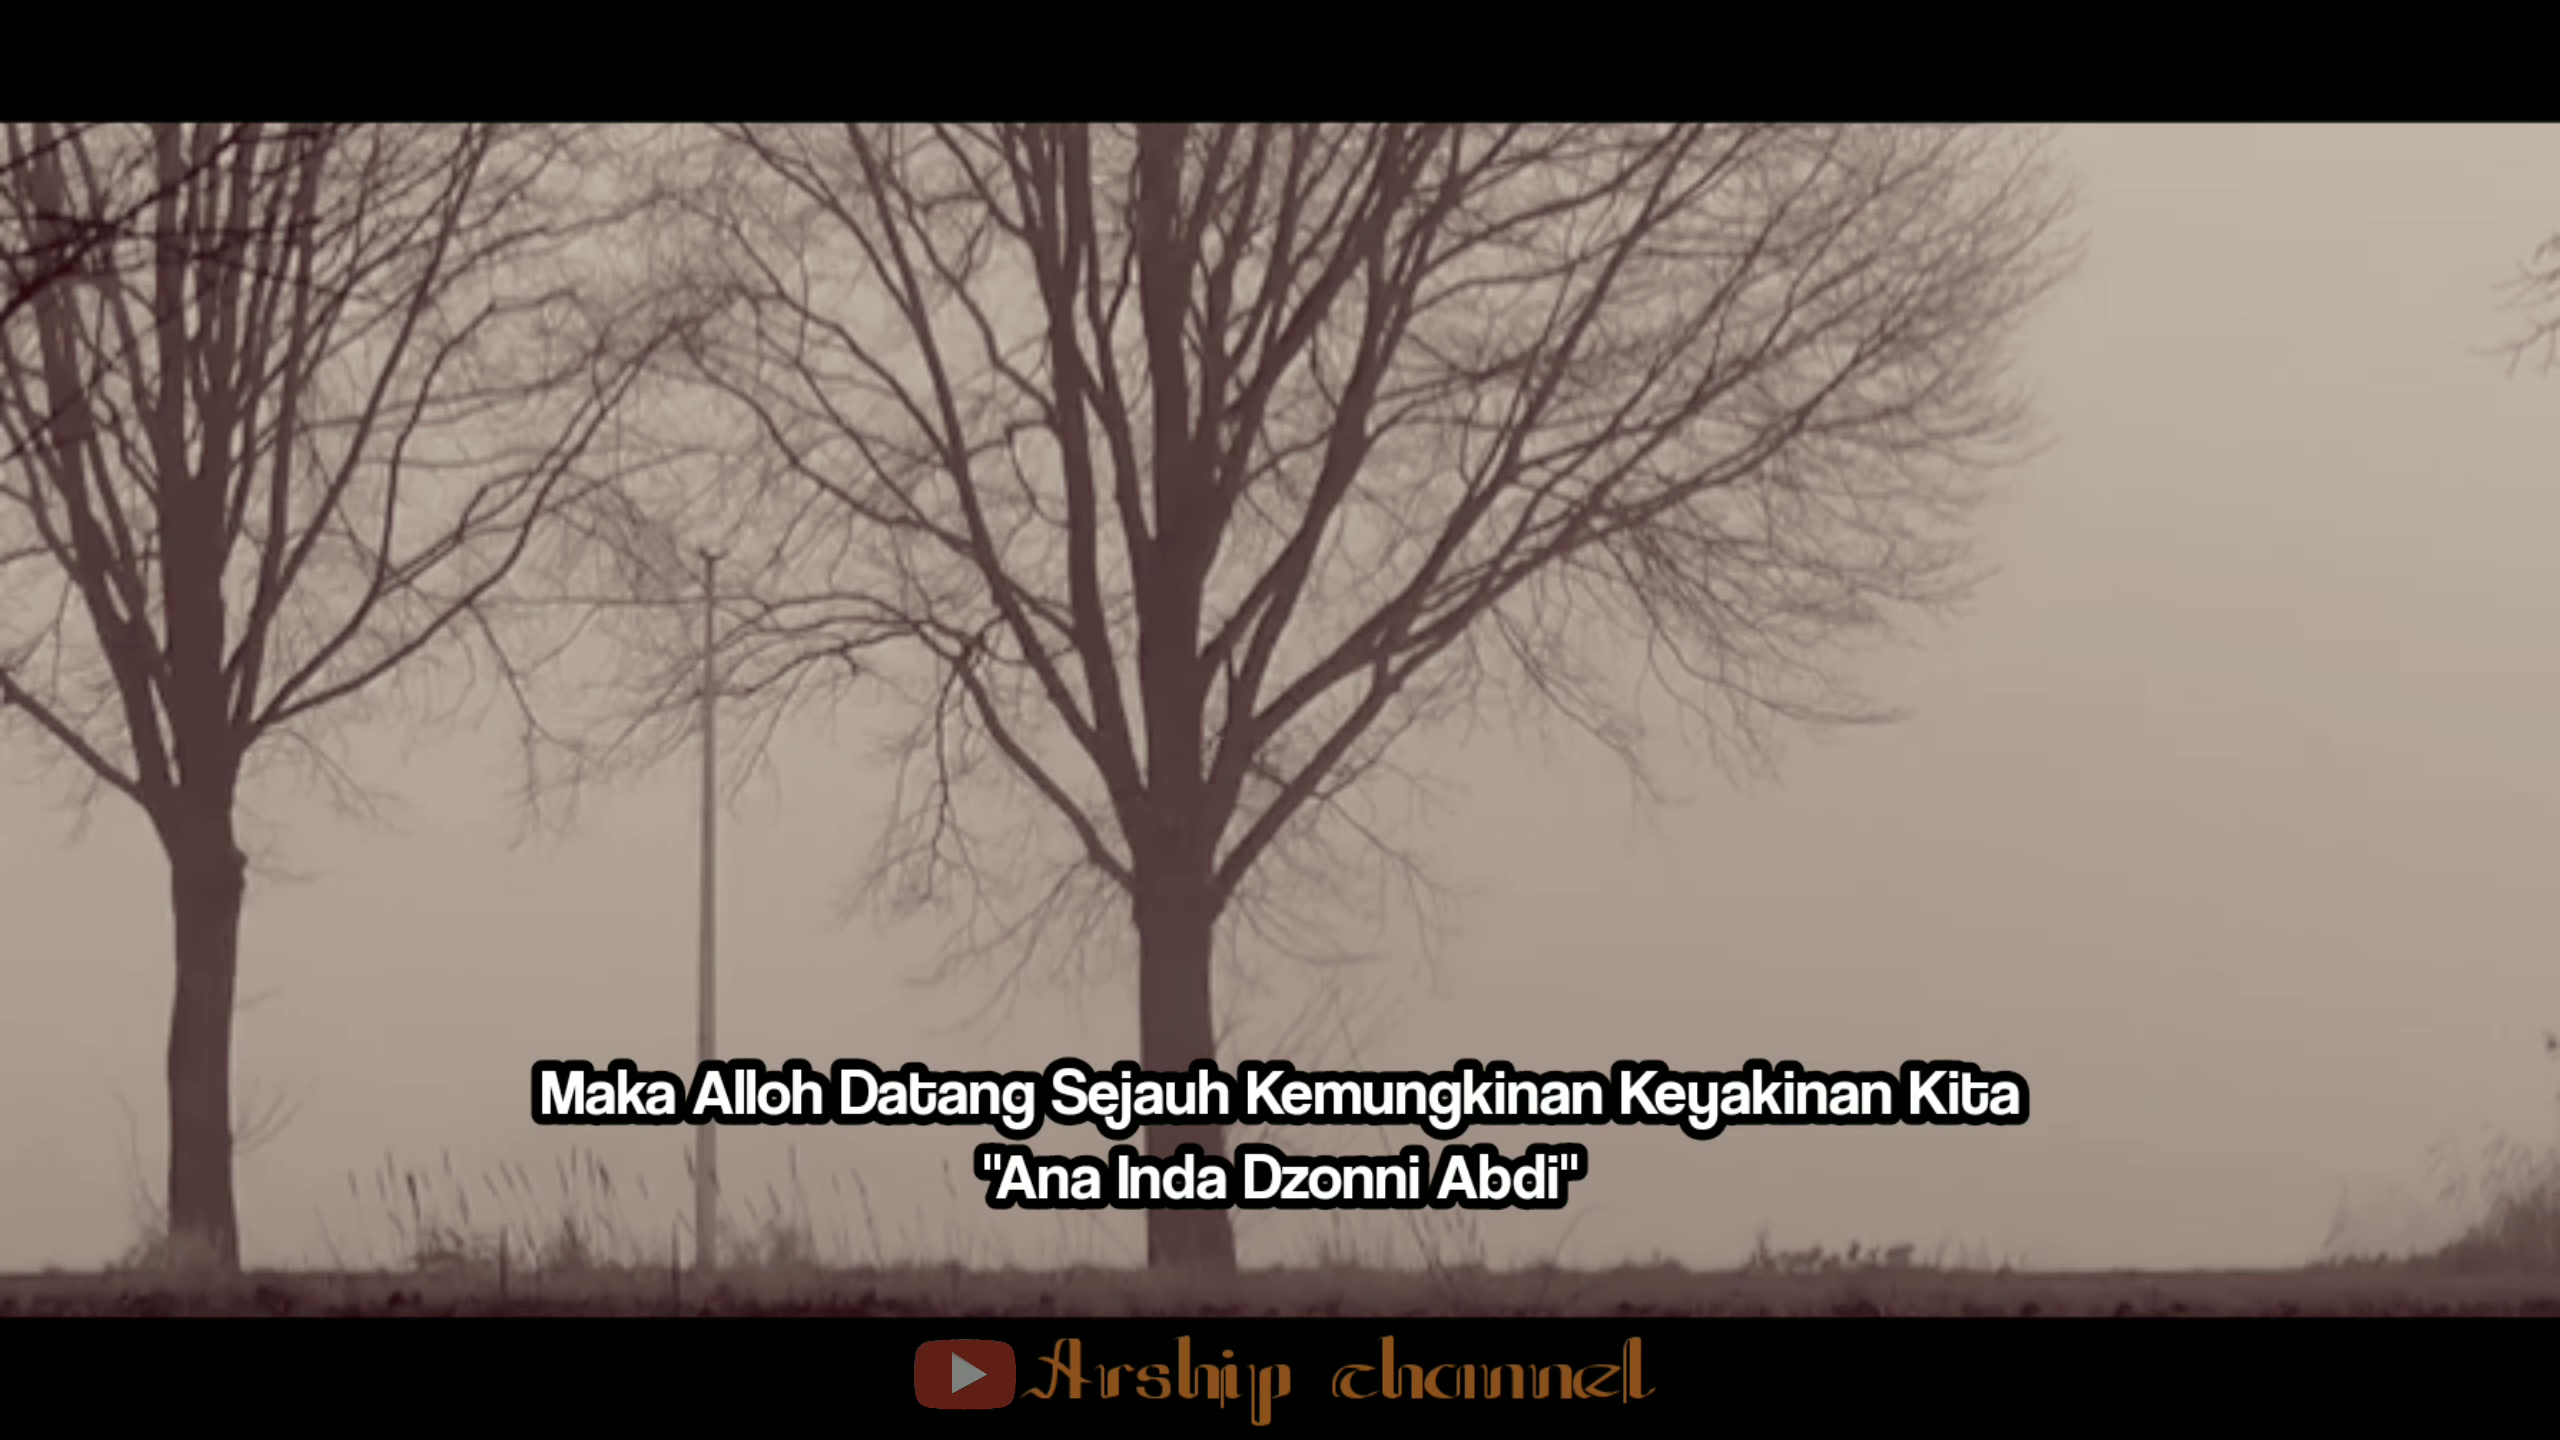 Maka Alloh Datang Sejauh Kemungkinan Keyakinan Kita
"Ana Inda Dzonni Abdi"
Arship channel